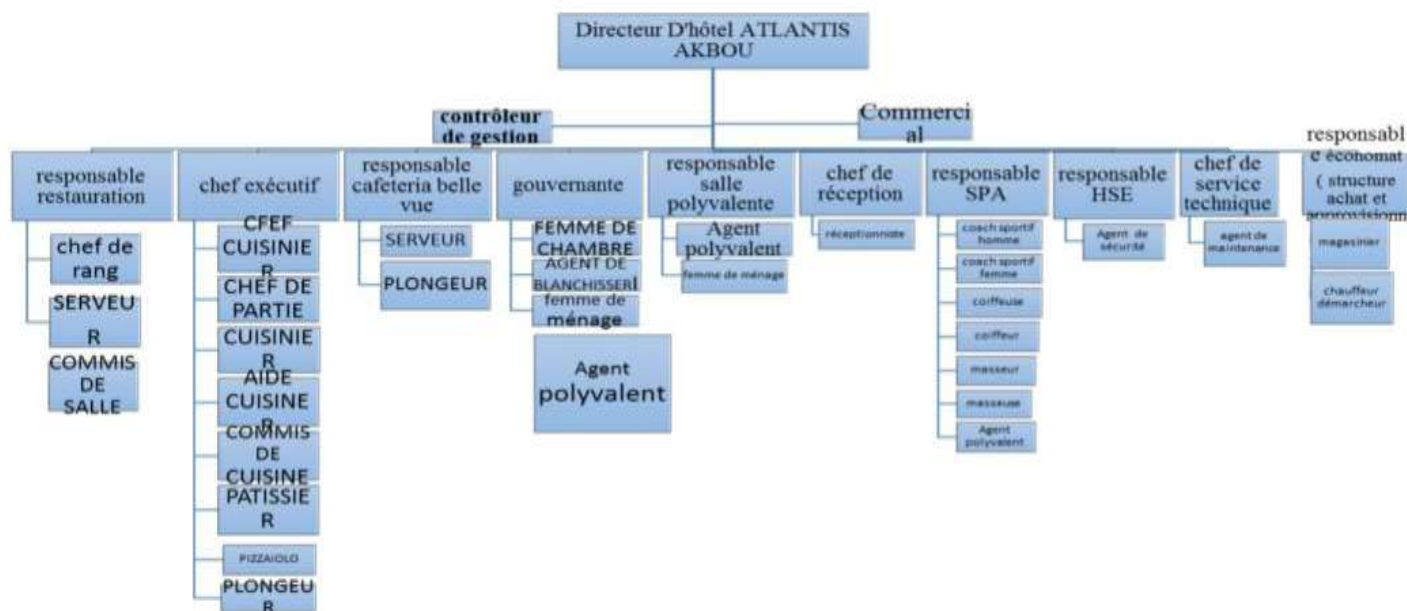 Directeur D'hôtel ATLANTIS
AKBOU
contrôleur
de gestion
Commerci
al
responsable
restauration
chef de
rang
SERVEU
R
COMMIS
DE
SALLE
chef exécutif
CFEF
CUISINIE
R
CHEF DE
PARTIE
CUISINIE
R
AIDE
CUISINE
R
COMMIS
DE
CUISINE
PATISSIE
R
PIZZAIOLO
PLONGEU
R
responsable
cafeteria belle
vue
SERVEUR
PLONGEUR
gouvernante
FEMME DE
CHAMBRE
AGENT DE
BLANCHISSERI
femme de
ménage
Agent
polyvalent
responsable
salle
polyvalente
Agent
polyvalent
femme de ménage
chef de
réception
réceptionniste
responsable
SPA
coach sportif
homme
coach sportif
femme
coiffeuse
coiffeur
masseur
masseuse
Agent
polyvalent
responsable
HSE
Agent de
sécurité
chef de
service
technique
agent de
maintenance
responsabl
e économat
( structure
achat et
approvisionn
magasinier
chauffeur
démarcheur